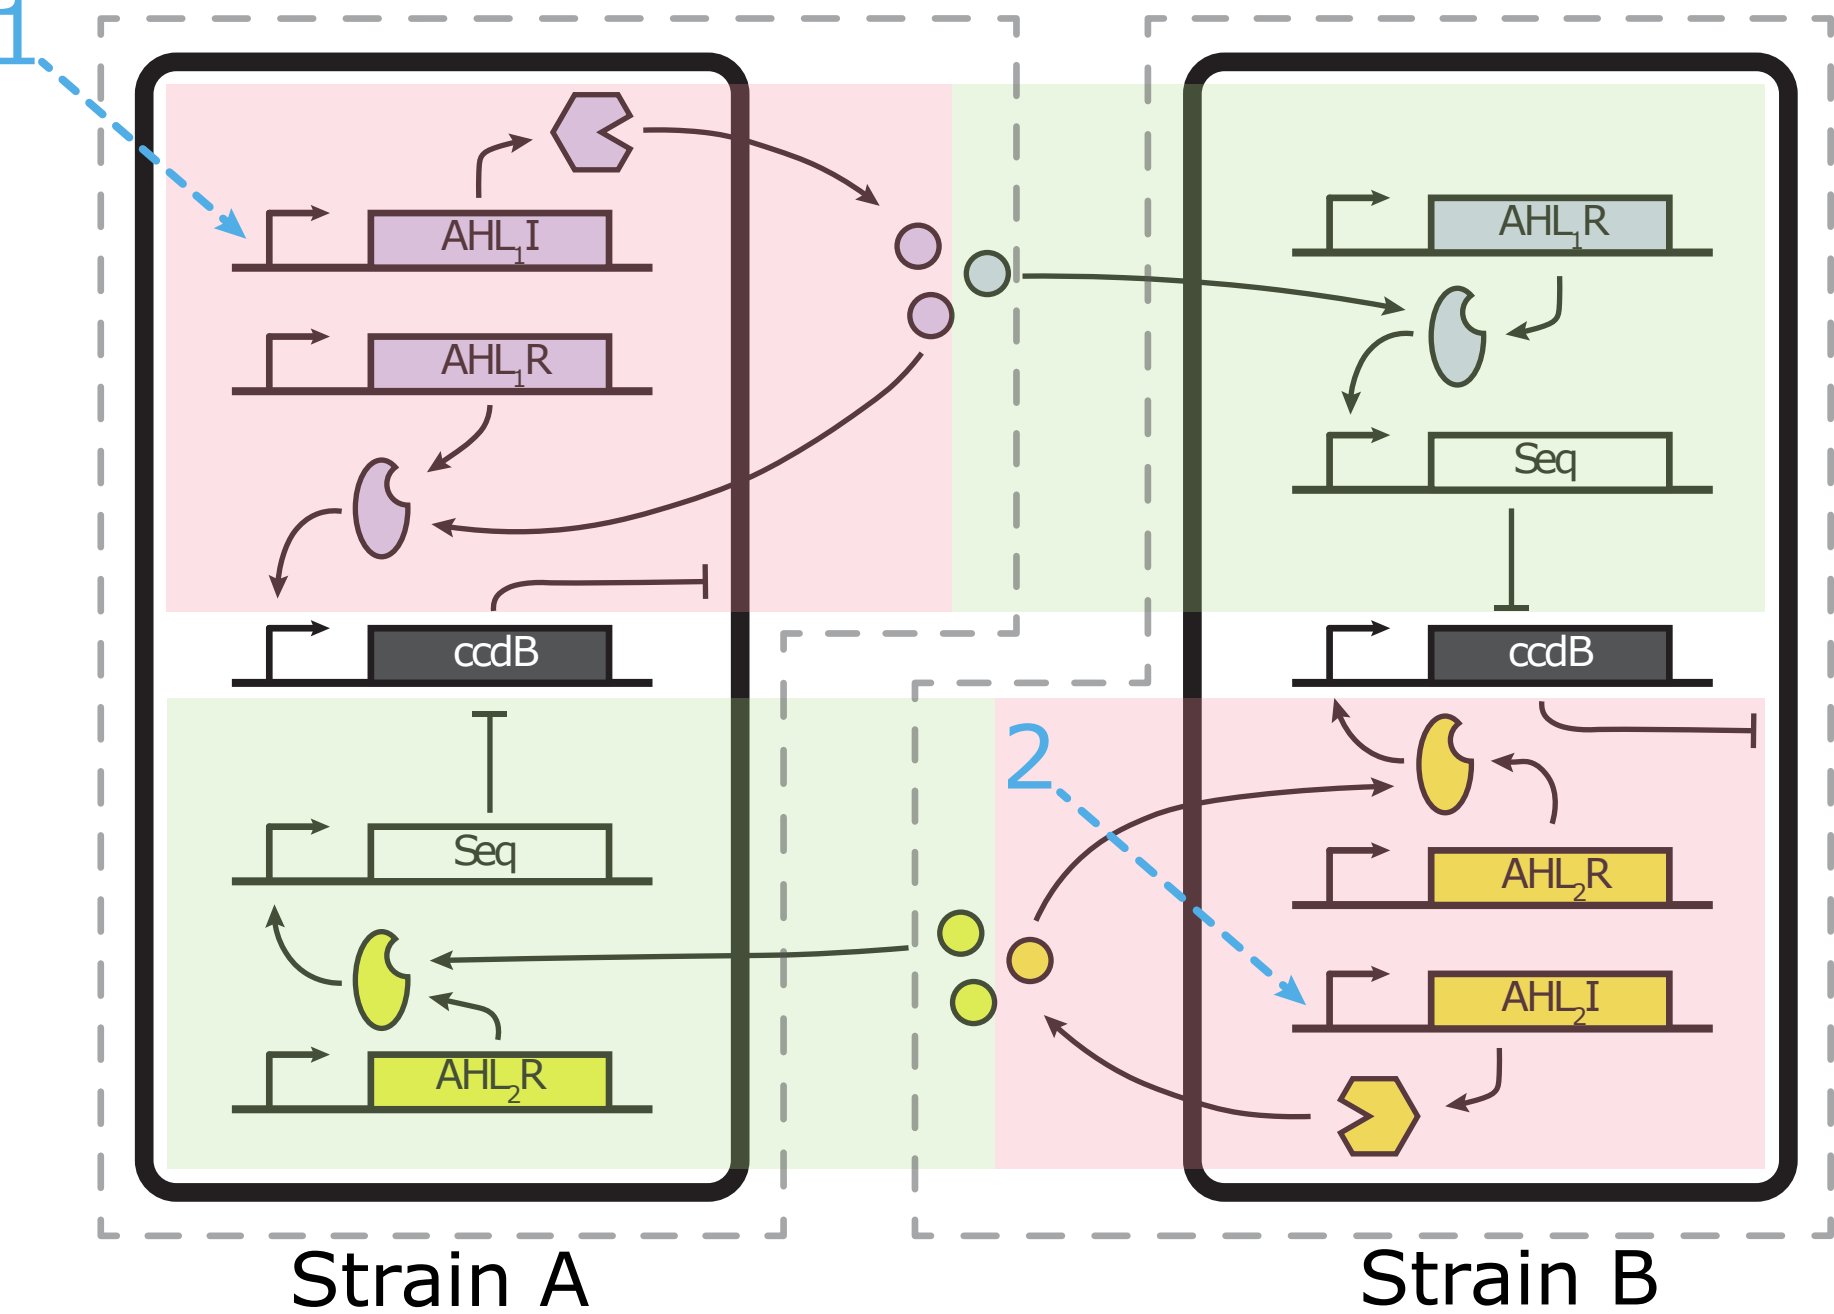 1
AHL₁I
AHL₁R
ccdB
Seq
AHL₂R
AHL₁R
Seq
ccdB
2
AHL₂R
AHL₂I
Strain A
Strain B